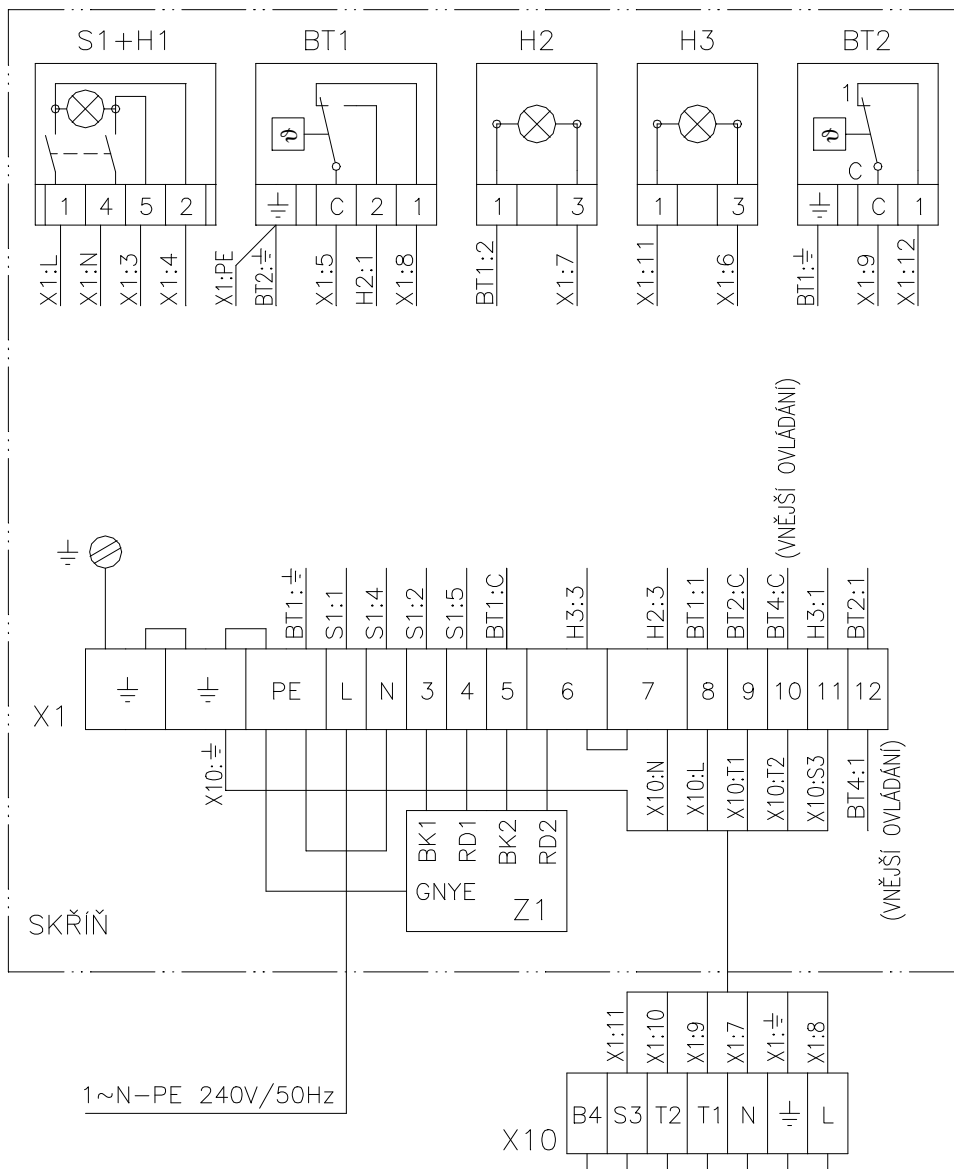 S1+H1
BT1
H2
H3
BT2
ϑ
ϑ
1
C
1 4 5 2
⏚ C 2 1
1 3
1 3
⏚ C 1
X1:L
X1:N
X1:3
X1:4
X1:PE
BT2:⏚
X1:5
H2:1
X1:8
BT1:2
X1:7
X1:11
X1:6
BT1:⏚
X1:9
X1:12
(VNĚJŠÍ OVLÁDÁNÍ)
⏚
BT1:⏚
S1:1
S1:4
S1:2
S1:5
BT1:C
H3:3
H2:3
BT1:1
BT2:C
BT4:C
H3:1
BT2:1
X1
⏚ ⏚ PE L N 3 4 5 6 7 8 9 10 11 12
X10:⏚
X10:N
X10:L
X10:T1
X10:T2
X10:S3
BT4:1
(VNĚJŠÍ OVLÁDÁNÍ)
BK1
RD1
BK2
RD2
GNYE
Z1
SKŘÍŇ
X1:11
X1:10
X1:9
X1:7
X1:⏚
X1:8
1~N-PE 240V/50Hz
X10
B4 S3 T2 T1 N ⏚ L